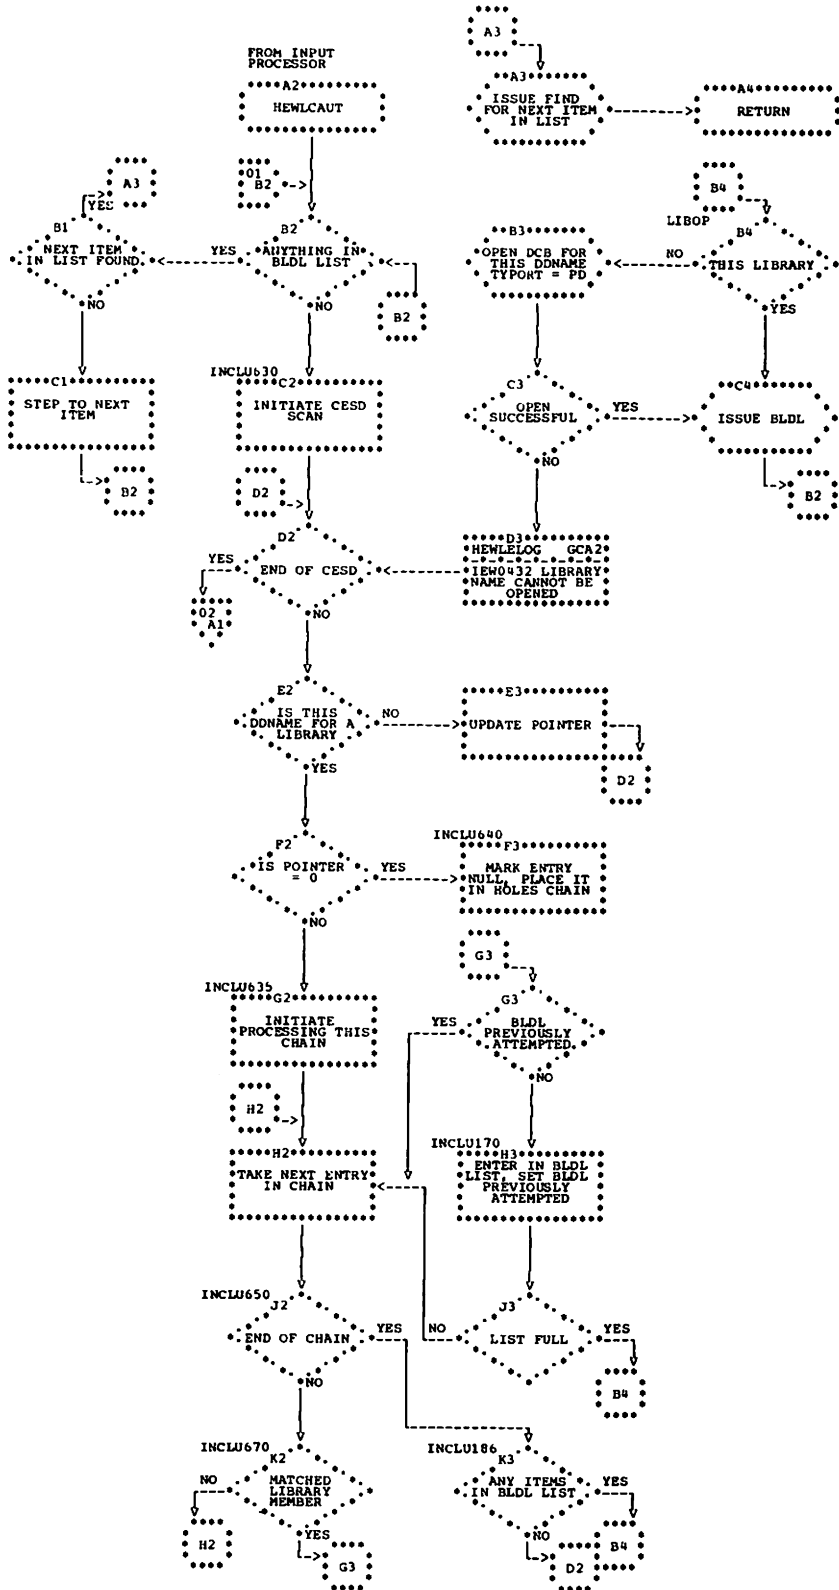 A3
FROM INPUT
PROCESSOR
A2
HEWLCAUT
A3
ISSUE FIND
FOR NEXT ITEM
IN LIST
A4
RETURN
A3
YES
01
B2
B4
LIBOP
B1
NEXT ITEM
IN LIST FOUND
NO
YES
B2
ANYTHING IN
BLDL LIST
NO
B2
B3
OPEN DCB FOR
THIS DDNAME
TYPORT = PD
NO
B4
THIS LIBRARY
YES
C1
STEP TO NEXT
ITEM
B2
INCLU630
C2
INITIATE CESD
SCAN
D2
C3
OPEN
SUCCESSFUL
YES
NO
C4
ISSUE BLDL
B2
D2
END OF CESD
YES
NO
02
A1
D3
HEWLELOG GCA2
IEW0432 LIBRARY
NAME CANNOT BE
OPENED
E2
IS THIS
DDNAME FOR A
LIBRARY
NO
YES
E3
UPDATE POINTER
D2
F2
IS POINTER
= 0
YES
NO
INCLU640
F3
MARK ENTRY
NULL, PLACE IT
IN HOLES CHAIN
G3
INCLU635
G2
INITIATE
PROCESSING THIS
CHAIN
H2
YES
G3
BLDL
PREVIOUSLY
ATTEMPTED
NO
H2
TAKE NEXT ENTRY
IN CHAIN
INCLU170
H3
ENTER IN BLDL
LIST, SET BLDL
PREVIOUSLY
ATTEMPTED
INCLU650
J2
END OF CHAIN
YES
NO
NO
J3
LIST FULL
YES
B4
INCLU670
K2
MATCHED
LIBRARY
MEMBER
NO
H2
YES
G3
INCLU186
K3
ANY ITEMS
IN BLDL LIST
YES
B4
NO
D2